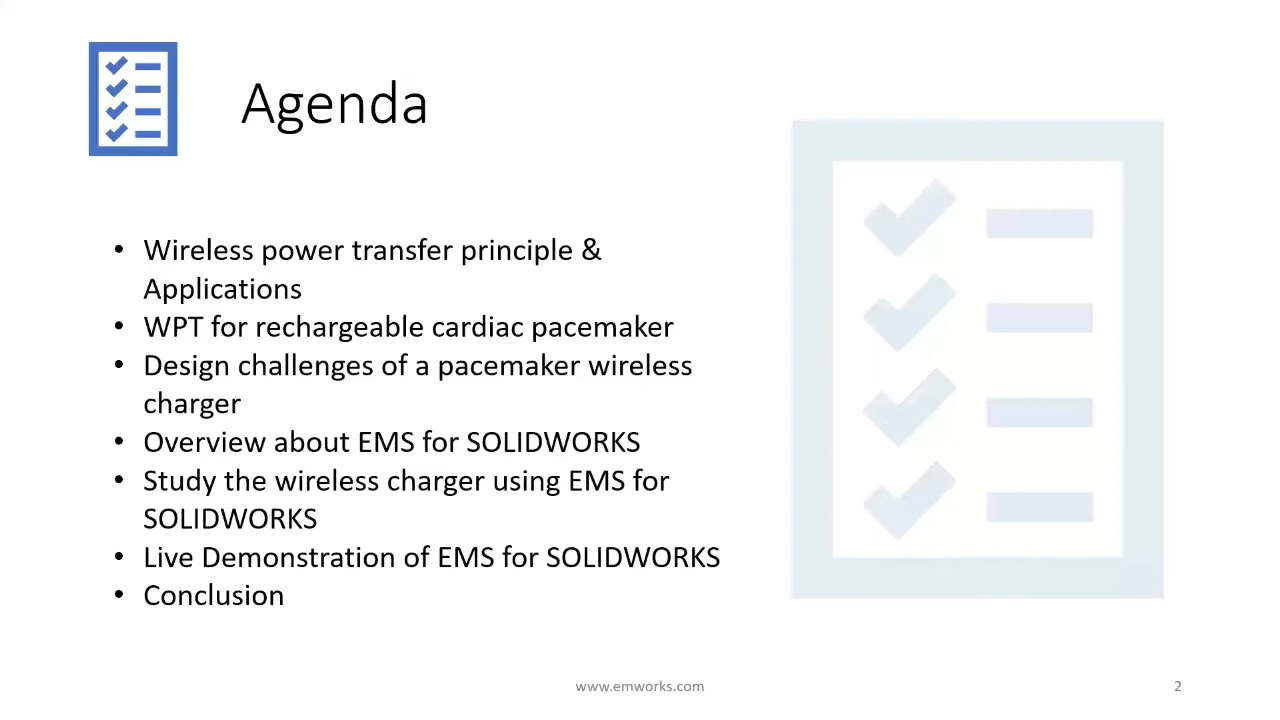 Agenda
• Wireless power transfer principle &
Applications
• WPT for rechargeable cardiac pacemaker
• Design challenges of a pacemaker wireless
charger
• Overview about EMS for SOLIDWORKS
• Study the wireless charger using EMS for
SOLIDWORKS
• Live Demonstration of EMS for SOLIDWORKS
• Conclusion
www.emworks.com
2